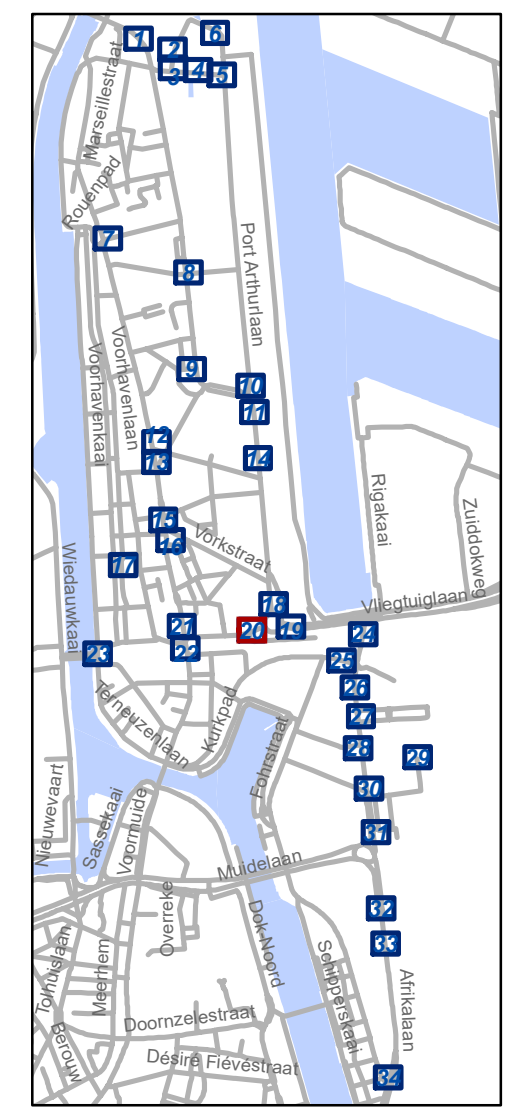 1
2
6
3
4
5
Marseillestraat
Rouenpad
7
Port Arthurlaan
8
Voorhavenlaan
Voorhavenkaai
9
10
11
12
13
14
Rigakaai
Zuiddokweg
15
16
Vorkstraat
17
Wiedauwkaai
18
Vliegtuiglaan
19
20
21
22
23
24
25
Terneuzenlaan
Kurkpad
26
27
28
29
Fohrstraat
30
31
Nieuwevaart
Sassekaai
Voormuide
Muidelaan
32
33
Overreke
Dok-Noord
Schipperskaai
Afrikalaan
Tolhuislaan
Meerhem
Doornzelestraat
Berouw
Désiré Fiévéstraat
34